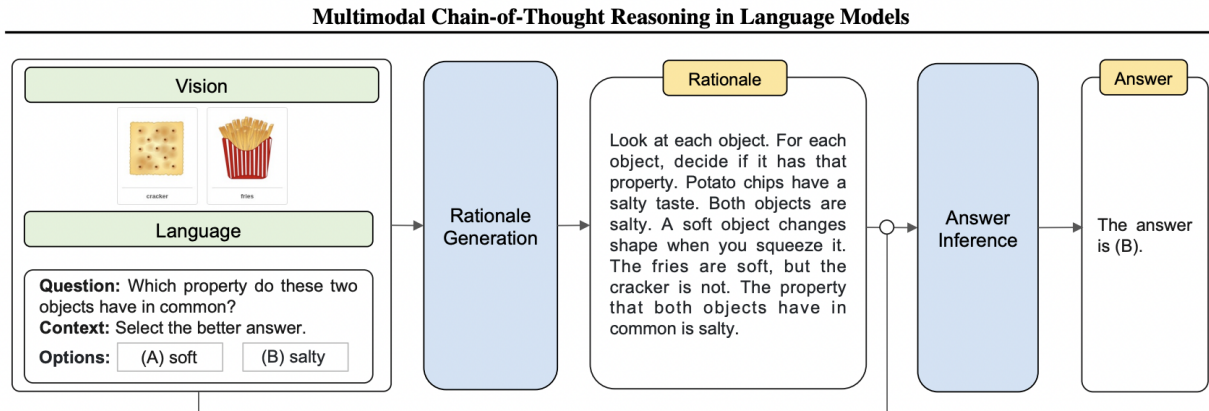 Multimodal Chain-of-Thought Reasoning in Language Models
Vision
cracker
fries
Language
Question: Which property do these two
objects have in common?
Context: Select the better answer.
Options:
(A) soft
(B) salty
Rationale
Generation
Rationale
Look at each object. For each
object, decide if it has that
property. Potato chips have a
salty taste. Both objects are
salty. A soft object changes
shape when you squeeze it.
The fries are soft, but the
cracker is not. The property
that both objects have in
common is salty.
Answer
Inference
Answer
The answer
is (B).